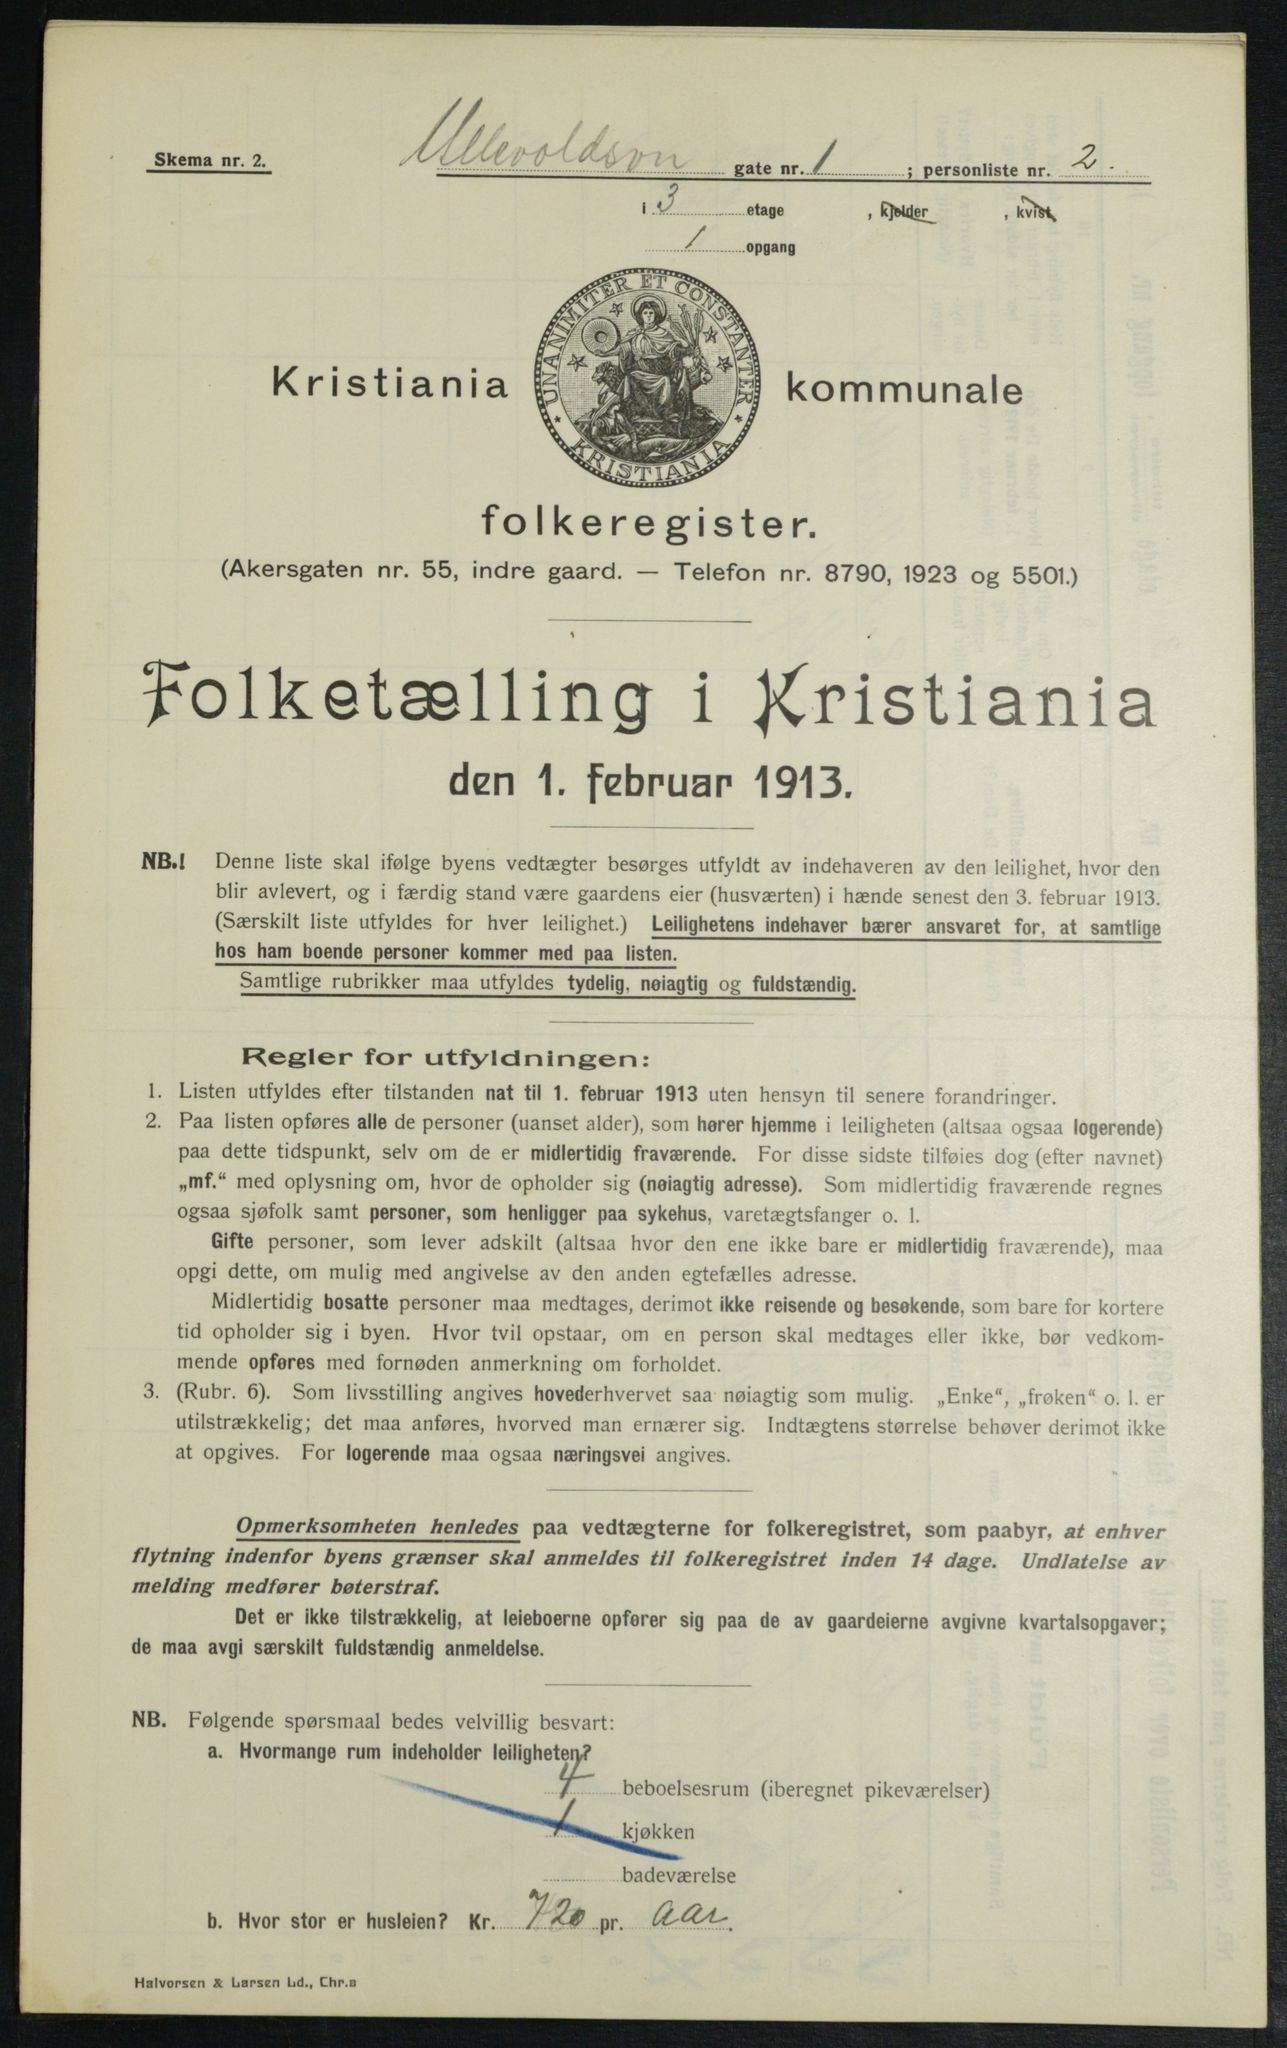 Skema nr. 2. Ullevoldsvn gate nr. 1 ; personliste nr. 2.
i 3 etage , kjelder , kvist
1 opgang
UNANIMITER ET CONSTANTER
KRISTIANIA
Kristiania kommunale
folkeregister.
(Akersgaten nr. 55, indre gaard. — Telefon nr. 8790, 1923 og 5501.)
Folketælling i Kristiania
den 1. februar 1913.
NB.! Denne liste skal ifølge byens vedtægter besørges utfyldt av indehaveren av den leilighet, hvor den
blir avlevert, og i færdig stand være gaardens eier (husværten) i hænde senest den 3. februar 1913.
(Særskilt liste utfyldes for hver leilighet.) Leilighetens indehaver bærer ansvaret for, at samtlige
hos ham boende personer kommer med paa listen.
Samtlige rubrikker maa utfyldes tydelig, nøiagtig og fuldstændig.
Regler for utfyldningen:
1. Listen utfyldes efter tilstanden nat til 1. februar 1913 uten hensyn til senere forandringer.
2. Paa listen opføres alle de personer (uanset alder), som hører hjemme i leiligheten (altsaa ogsaa logerende)
paa dette tidspunkt, selv om de er midlertidig fraværende. For disse sidste tilføies dog (efter navnet)
„mf.“ med oplysning om, hvor de opholder sig (nøiagtig adresse). Som midlertidig fraværende regnes
ogsaa sjøfolk samt personer, som henligger paa sykehus, varetægtsfanger o. l.
Gifte personer, som lever adskilt (altsaa hvor den ene ikke bare er midlertidig fraværende), maa
opgi dette, om mulig med angivelse av den anden egtefælles adresse.
Midlertidig bosatte personer maa medtages, derimot ikke reisende og besøkende, som bare for kortere
tid opholder sig i byen. Hvor tvil opstaar, om en person skal medtages eller ikke, bør vedkom-
mende opføres med fornøden anmerkning om forholdet.
3. (Rubr. 6). Som livsstilling angives hovederhvervet saa nøiagtig som mulig. „Enke“, „frøken“ o. l. er
utilstrækkelig; det maa anføres, hvorved man ernærer sig. Indtægtens størrelse behøver derimot ikke
at opgives. For logerende maa ogsaa næringsvei angives.
Opmerksomheten henledes paa vedtægterne for folkeregistret, som paabyr, at enhver
flytning indenfor byens grænser skal anmeldes til folkeregistret inden 14 dage. Undlatelse av
melding medfører bøterstraf.
Det er ikke tilstrækkelig, at leieboerne opfører sig paa de av gaardeierne avgivne kvartalsopgaver;
de maa avgi særskilt fuldstændig anmeldelse.
NB. Følgende spørsmaal bedes velvillig besvart:
a. Hvormange rum indeholder leiligheten?
4 beboelsesrum (iberegnet pikeværelser)
1 kjøkken
badeværelse
b. Hvor stor er husleien? Kr. 720 pr. aar.
Halvorsen & Larsen Ld., Chr.a